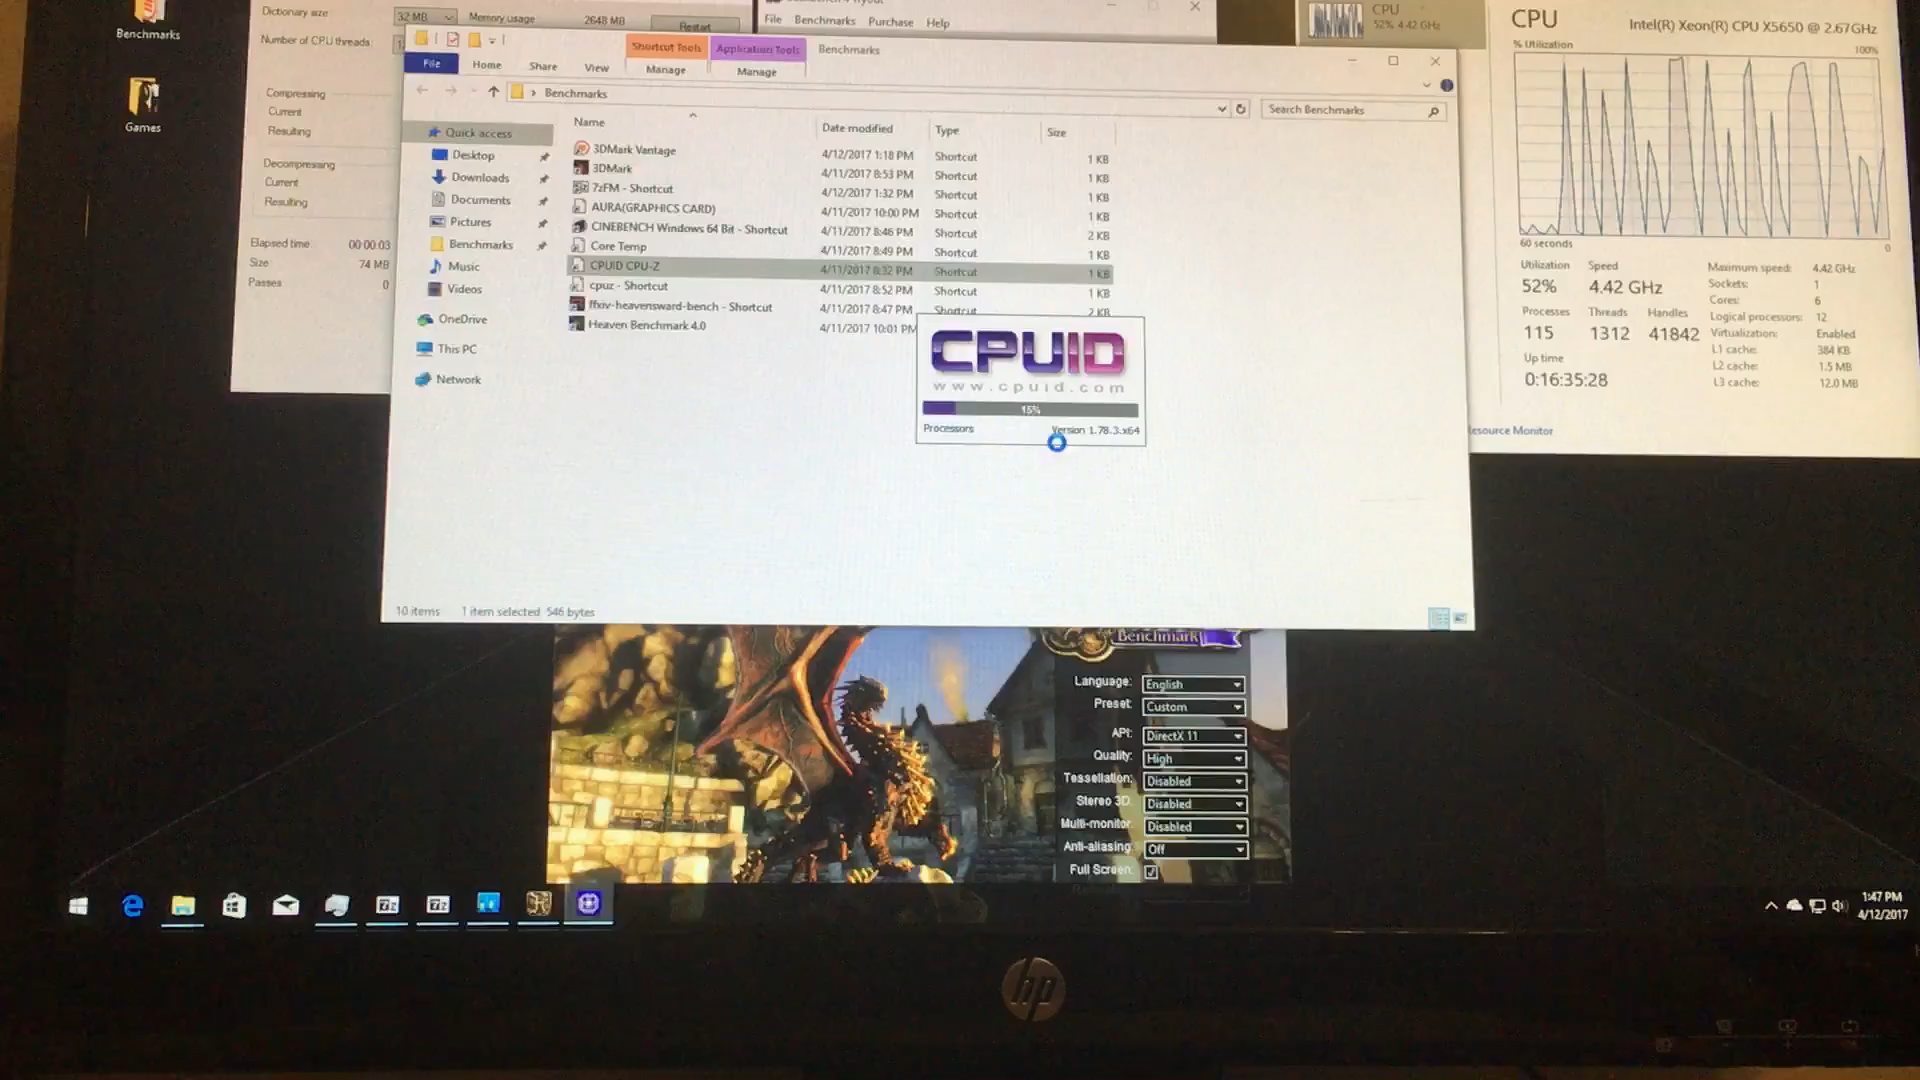 Benchmarks
Games
Dictionary size
32 MB
Memory usage
2648 MB
Restart
Number of CPU threads:
Compressing
Current
Resulting
Decompressing
Current
Resulting
Elapsed time:
00:00:03
Size:
74 MB
Passes
0
File Benchmarks Purchase Help
CPU
52% 4.42 GHz
Shortcut Tools
Application Tools
Benchmarks
File
Home
Share
View
Manage
Manage
Benchmarks
Search Benchmarks
Quick access
Desktop
Downloads
Documents
Pictures
Benchmarks
Music
Videos
OneDrive
This PC
Network
Name Date modified Type Size
3DMark Vantage 4/12/2017 1:18 PM Shortcut 1 KB
3DMark 4/11/2017 8:53 PM Shortcut 1 KB
7zFM - Shortcut 4/12/2017 1:32 PM Shortcut 1 KB
AURA(GRAPHICS CARD) 4/11/2017 10:00 PM Shortcut 1 KB
CINEBENCH Windows 64 Bit - Shortcut 4/11/2017 8:46 PM Shortcut 2 KB
Core Temp 4/11/2017 8:49 PM Shortcut 1 KB
CPUID CPU-Z 4/11/2017 8:32 PM Shortcut 1 KB
cpuz - Shortcut 4/11/2017 8:52 PM Shortcut 1 KB
ffxiv-heavensward-bench - Shortcut 4/11/2017 8:47 PM Shortcut 2 KB
Heaven Benchmark 4.0 4/11/2017 10:01 PM
CPUID
www.cpuid.com
15%
Processors
Version 1.78.3.x64
10 items 1 item selected 546 bytes
CPU
Intel(R) Xeon(R) CPU X5650 @ 2.67GHz
% Utilization
100%
60 seconds
0
Utilization Speed
52% 4.42 GHz
Processes Threads Handles
115 1312 41842
Up time
0:16:35:28
Maximum speed: 4.42 GHz
Sockets: 1
Cores: 6
Logical processors: 12
Virtualization: Enabled
L1 cache: 384 KB
L2 cache: 1.5 MB
L3 cache: 12.0 MB
esource Monitor
Benchmark
Language: English
Preset: Custom
API: DirectX 11
Quality: High
Tessellation: Disabled
Stereo 3D: Disabled
Multi-monitor: Disabled
Anti-aliasing: Off
Full Screen:
1:47 PM
4/12/2017
hp